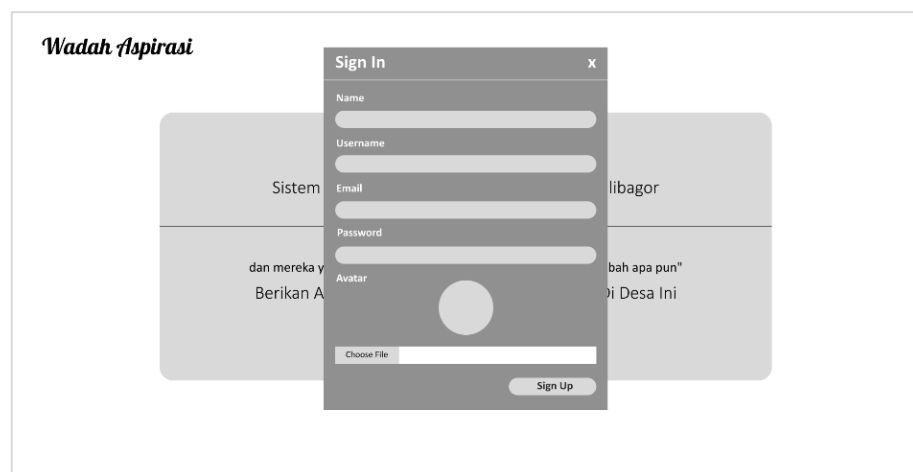 Wadah Aspirasi
Sign In x
Name
Username
Sistem libagor
Email
Password
dan mereka y bah apa pun"
Avatar
Berikan A Di Desa Ini
Choose File
Sign Up